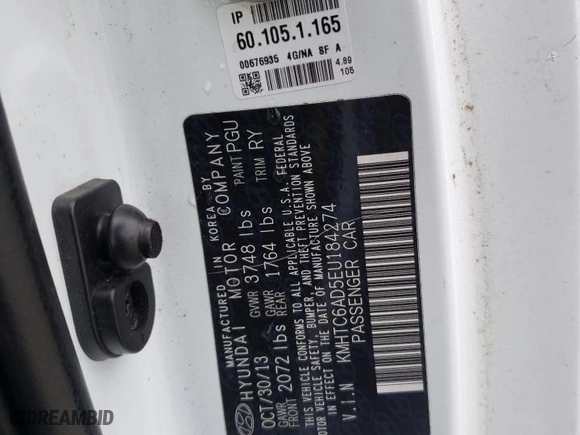 IP
60.105.1.165
00676935 4G/NA SF A
4.89
105
MANUFACTURED IN KOREA BY
HYUNDAI MOTOR COMPANY
OCT/30/13 GVWR 3748 lbs PAINT PGU
GAWR FRONT 2072 lbs GAWR REAR 1764 lbs TRIM RY
THIS VEHICLE CONFORMS TO ALL APPLICABLE U.S.A. FEDERAL
MOTOR VEHICLE SAFETY, BUMPER, AND THEFT PREVENTION STANDARDS
IN EFFECT ON THE DATE OF MANUFACTURE SHOWN ABOVE.
V.I.N KMHTC6AD5EU184274
PASSENGER CAR
IDREAMBID